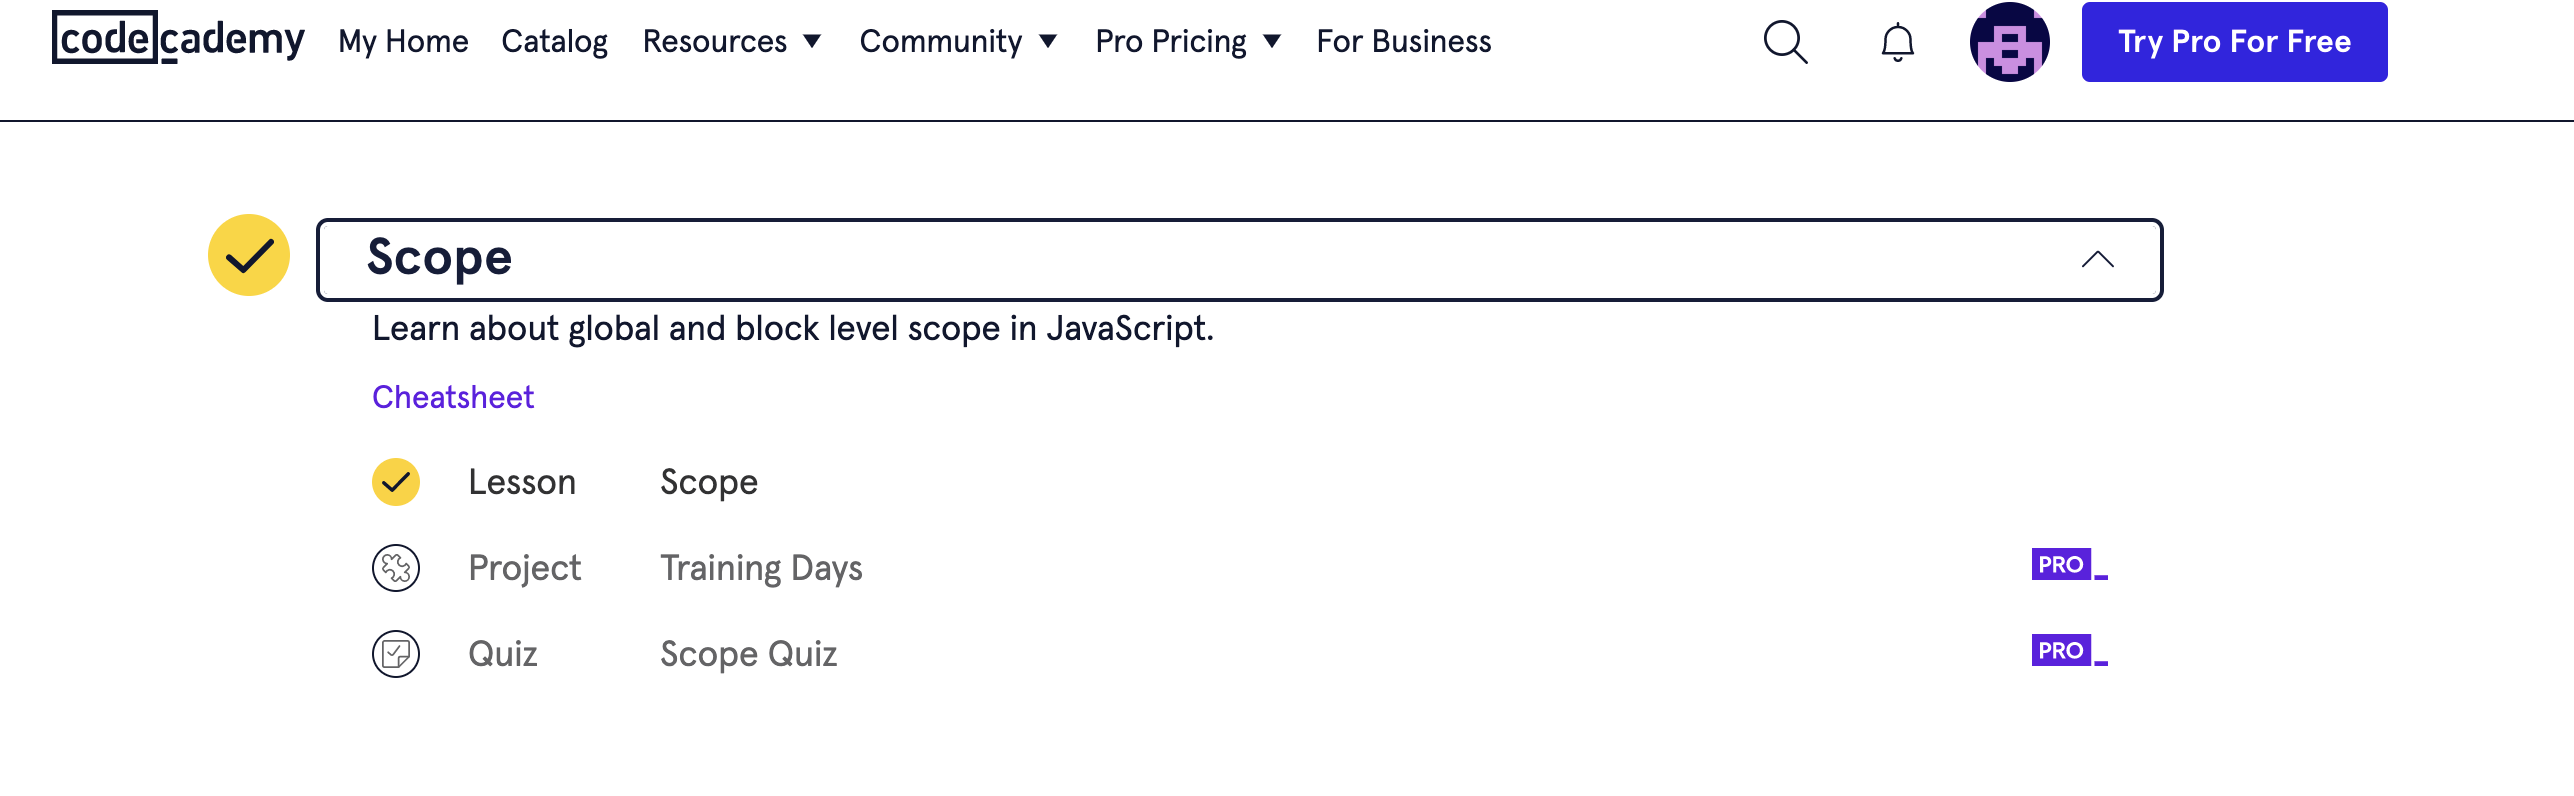 codecademy My Home Catalog Resources Community Pro Pricing For Business Try Pro For Free
Scope
Learn about global and block level scope in JavaScript.
Cheatsheet
Lesson Scope
Project Training Days PRO
Quiz Scope Quiz PRO